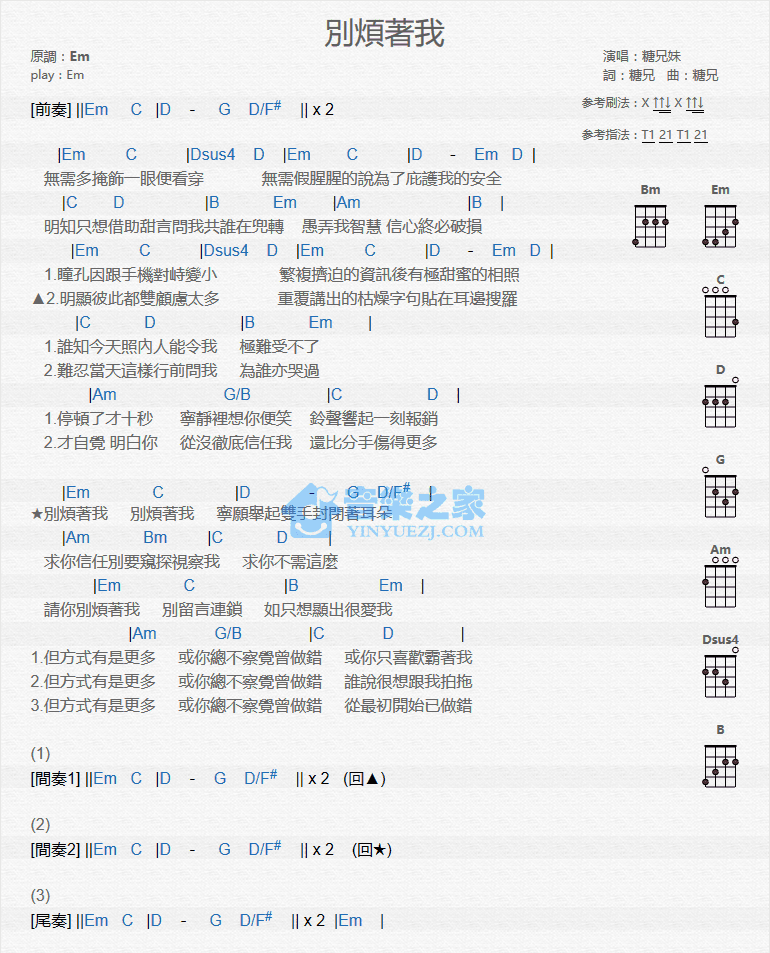 別煩著我
原調：Em
play：Em
演唱：糖兄妹
詞：糖兄 曲：糖兄
参考刷法：X ↑↑↓ X ↑↑↓
参考指法：T1 21 T1 21
[前奏] ||Em C |D - G D/F# || x 2
|Em C |Dsus4 D |Em C |D - Em D |
無需多掩飾一眼便看穿 無需假腥腥的說為了庇護我的安全
|C D |B Em |Am |B |
明知只想借助甜言問我共誰在兜轉 愚弄我智慧 信心終必破損
|Em C |Dsus4 D |Em C |D - Em D |
1.瞳孔因跟手機對峙變小 繁複擠迫的資訊後有極甜蜜的相照
▲2.明顯彼此都雙顧慮太多 重覆講出的枯燥字句貼在耳邊搜羅
|C D |B Em |
1.誰知今天照內人能令我 極難受不了
2.難忍當天這樣行前問我 為誰亦哭過
|Am G/B |C D |
1.停頓了才十秒 寧靜裡想你便笑 鈴聲響起一刻報銷
2.才自覺 明白你 從沒徹底信任我 還比分手傷得更多
|Em C |D - G D/F# |
★別煩著我 別煩著我 寧願舉起雙手封閉著耳朵
音樂之家
YINYUEZJ.COM
|Am Bm |C D |
求你信任別要窺探視察我 求你不需這麼
|Em C |B Em |
請你別煩著我 別留言連鎖 如只想顯出很愛我
|Am G/B |C D |
1.但方式有是更多 或你總不察覺曾做錯 或你只喜歡霸著我
2.但方式有是更多 或你總不察覺曾做錯 誰說很想跟我拍拖
3.但方式有是更多 或你總不察覺曾做錯 從最初開始已做錯
(1)
[間奏1] ||Em C |D - G D/F# || x 2 (回▲)
(2)
[間奏2] ||Em C |D - G D/F# || x 2 (回★)
(3)
[尾奏] ||Em C |D - G D/F# || x 2 |Em |
Bm Em
C
D
G
Am
Dsus4
B